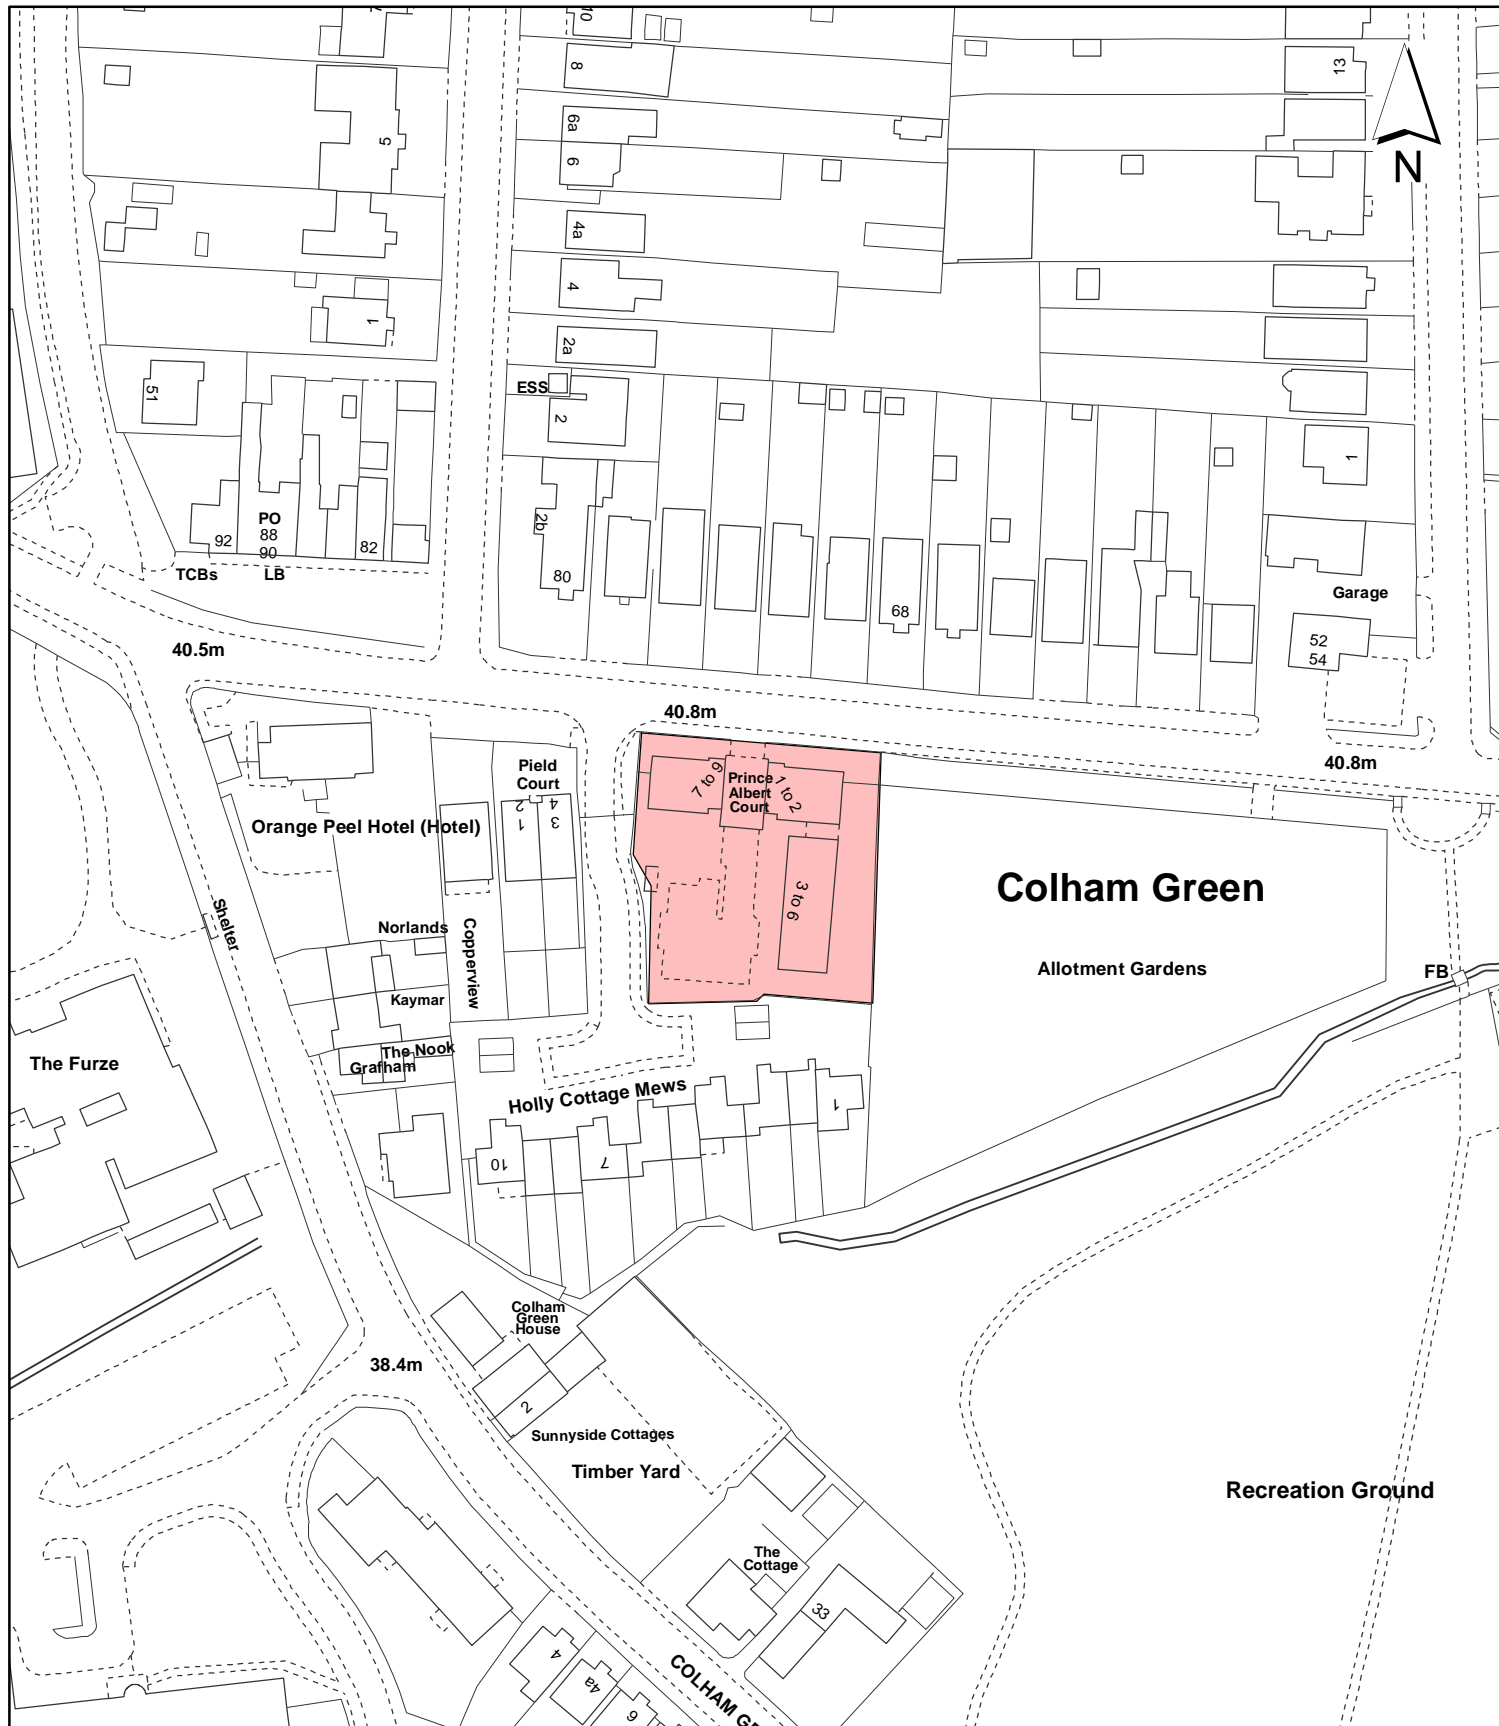 10
8
13
5
6a
6
N
4a
4
1
2a
51
ESS
2
1
2b
PO
88
90
92
82
TCBs
LB
80
68
Garage
52
54
40.5m
40.8m
40.8m
Pield
Court
2
4
1
3
7 to 9
Prince
Albert
Court
1 to 2
Orange Peel Hotel (Hotel)
3 to 6
Colham Green
Shelter
Norlands
Copperview
Allotment Gardens
FB
Kaymar
The Nook
Grafham
The Furze
Holly Cottage Mews
1
10
7
Colham
Green
House
38.4m
2
Sunnyside Cottages
Timber Yard
Recreation Ground
The
Cottage
33
4
4a
6
COLHAM